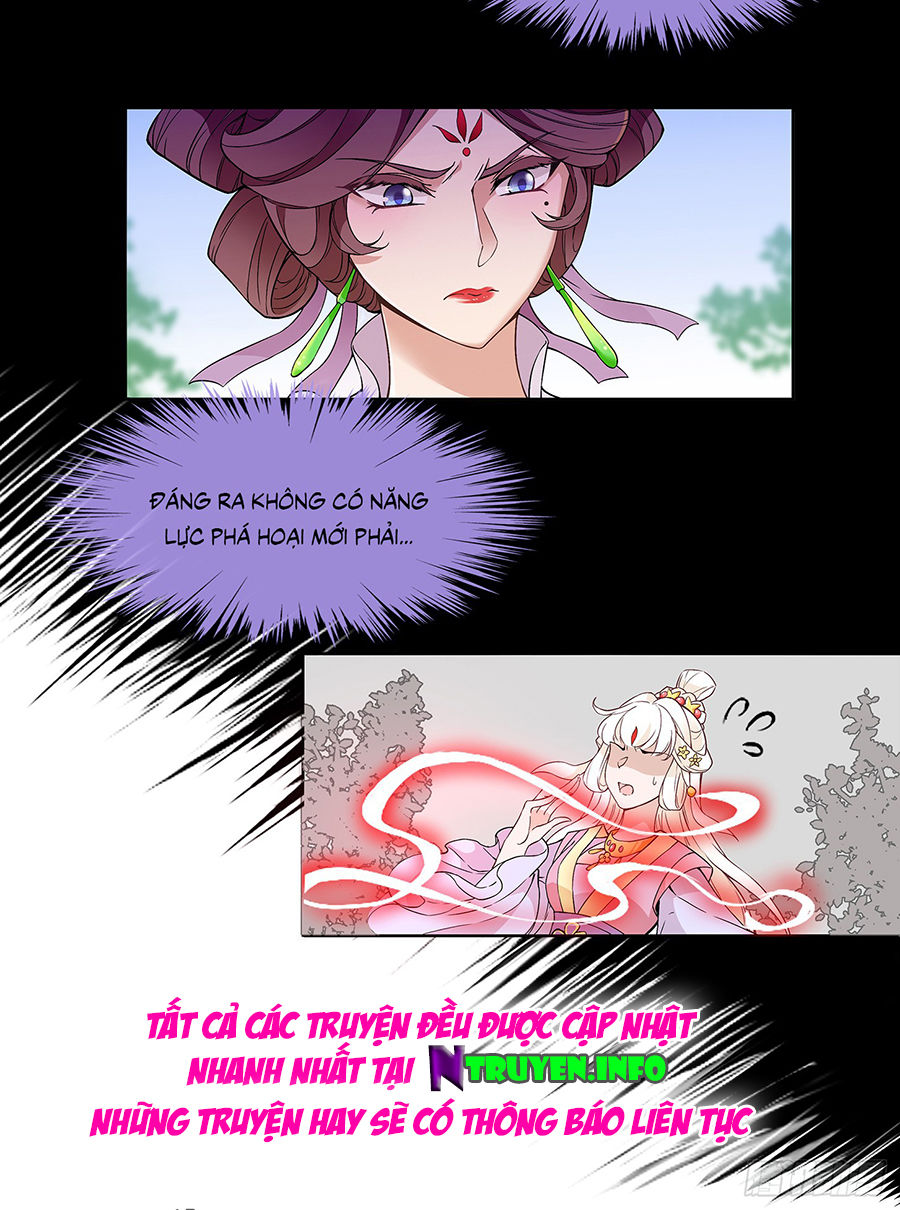 ĐÁNG RA KHÔNG CÓ NĂNG
LỰC PHÁ HOẠI MỚI PHẢI...
TẤT CẢ CÁC TRUYỆN ĐỀU ĐƯỢC CẬP NHẬT
NHANH NHẤT TẠI NTRUYEN.INFO
NHỮNG TRUYỆN HAY SẼ CÓ THÔNG BÁO LIÊN TỤC